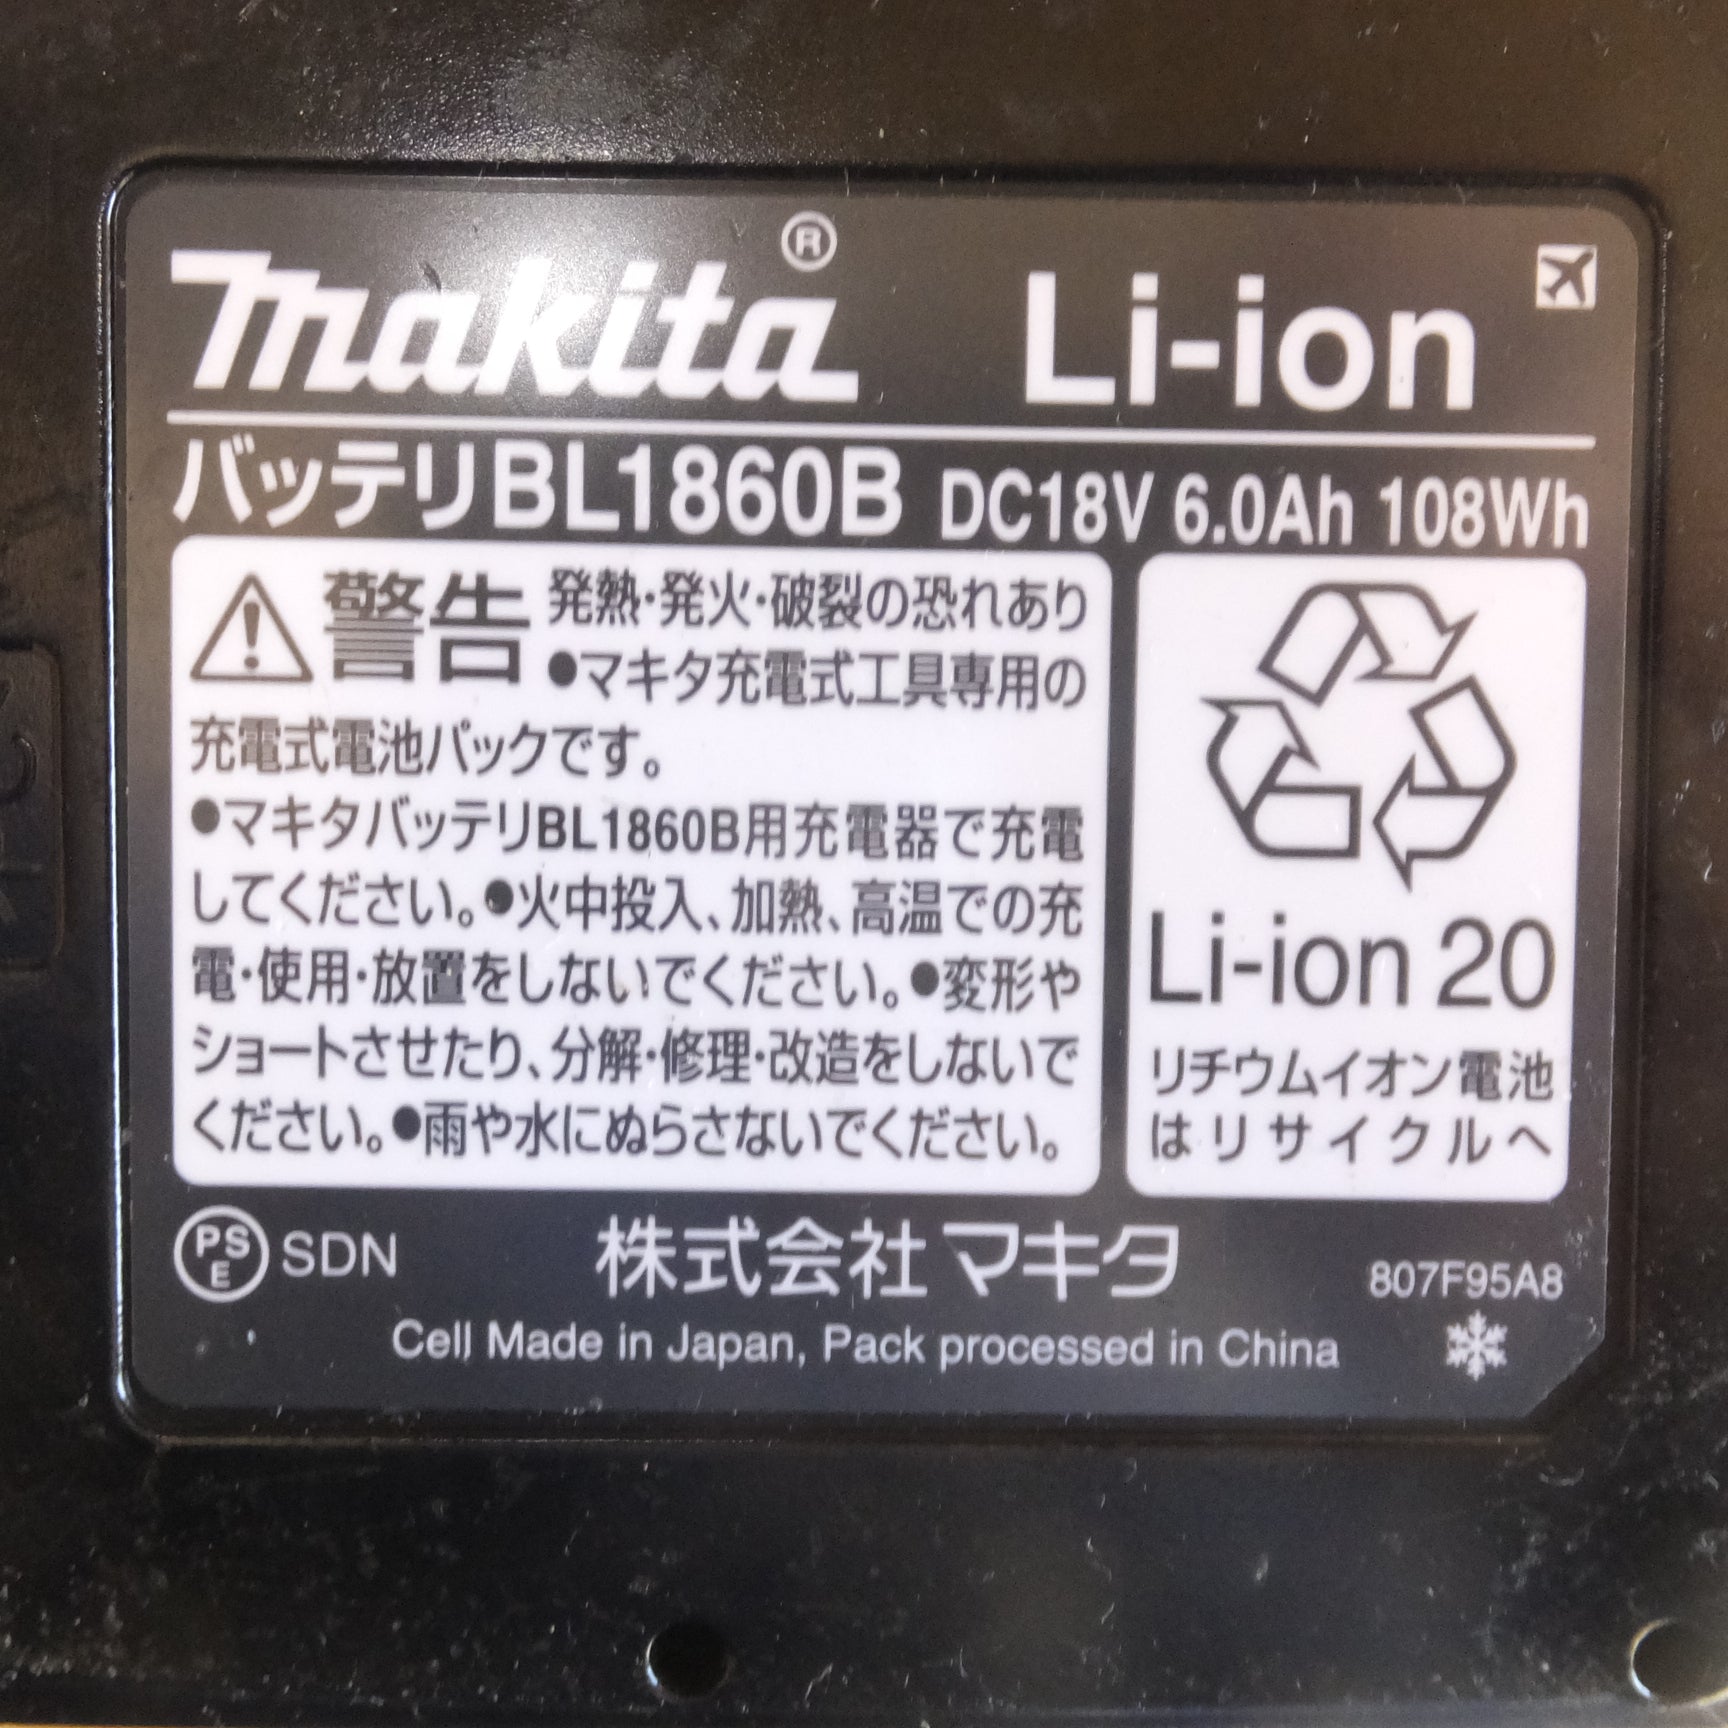 makita® Li-ion
バッテリBL1860B DC18V 6.0Ah 108Wh
警告 発熱・発火・破裂の恐れあり
●マキタ充電式工具専用の
充電式電池パックです。
●マキタバッテリBL1860B用充電器で充電
してください。●火中投入、加熱、高温での充
電・使用・放置をしないでください。●変形や
ショートさせたり、分解・修理・改造をしないで
ください。●雨や水にぬらさないでください。
Li-ion 20
リチウムイオン電池
はリサイクルへ
PSE SDN 株式会社マキタ 807F95A8
Cell Made in Japan, Pack processed in China